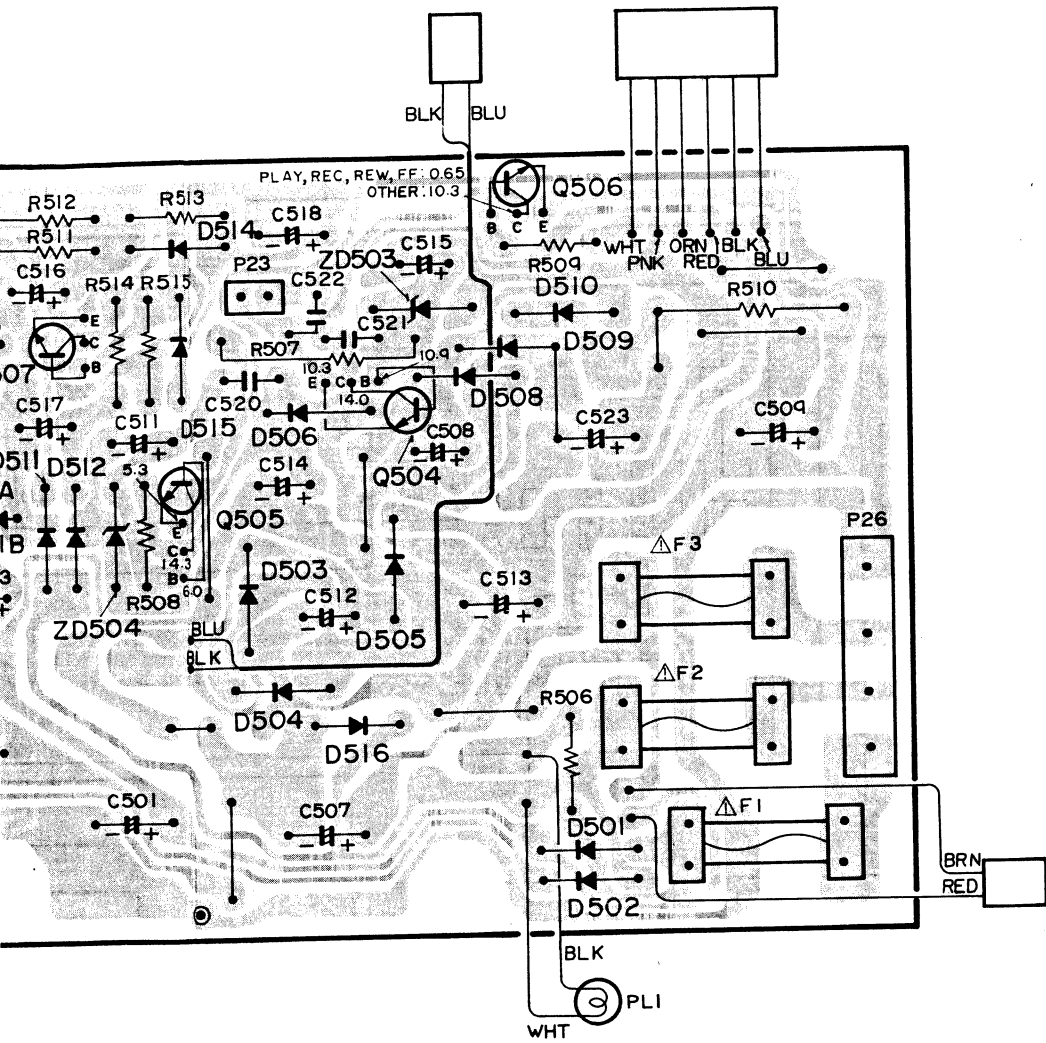 BLK
BLU
PLAY, REC, REW, FF: 0.65
OTHER: 10.3
Q506
B C E
R512
R513
R511
D514
C518
C516
P23
ZD503
C515
R509
WHT
PNK
ORN
RED
BLK
BLU
R514
R515
C522
D510
R510
E
C
B
C521
D509
R507
10.3
10.9
507
E C B
14.0
D508
C517
C520
C511
D515
D506
C508
C523
C509
D511
D512
5.3
C514
Q504
A
Q505
E
1B
C
14.3
B
6.0
D503
P26
F3
3
R508
C512
C513
ZD504
BLU
D505
BLK
F2
R506
D504
D516
C501
C507
D501
F1
BRN
RED
D502
BLK
PL1
WHT